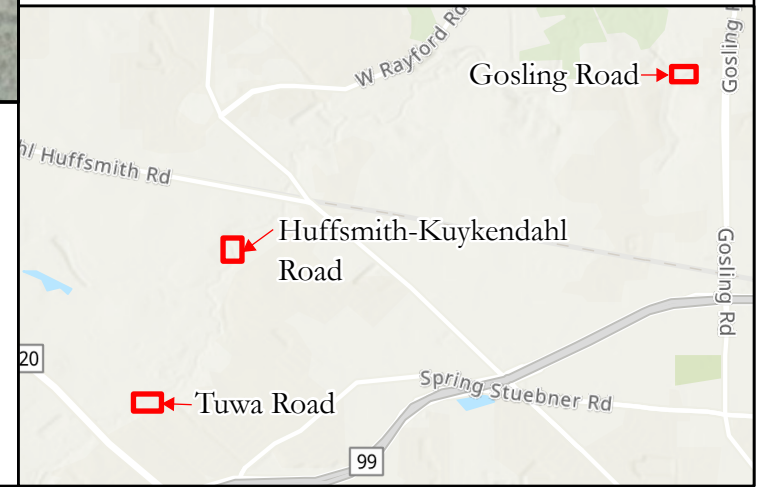 W Rayford Rd
Gosling Road
Gosling
hl Huffsmith Rd
Huffsmith-Kuykendahl
Road
Gosling Rd
20
Tuwa Road
Spring Stuebner Rd
99